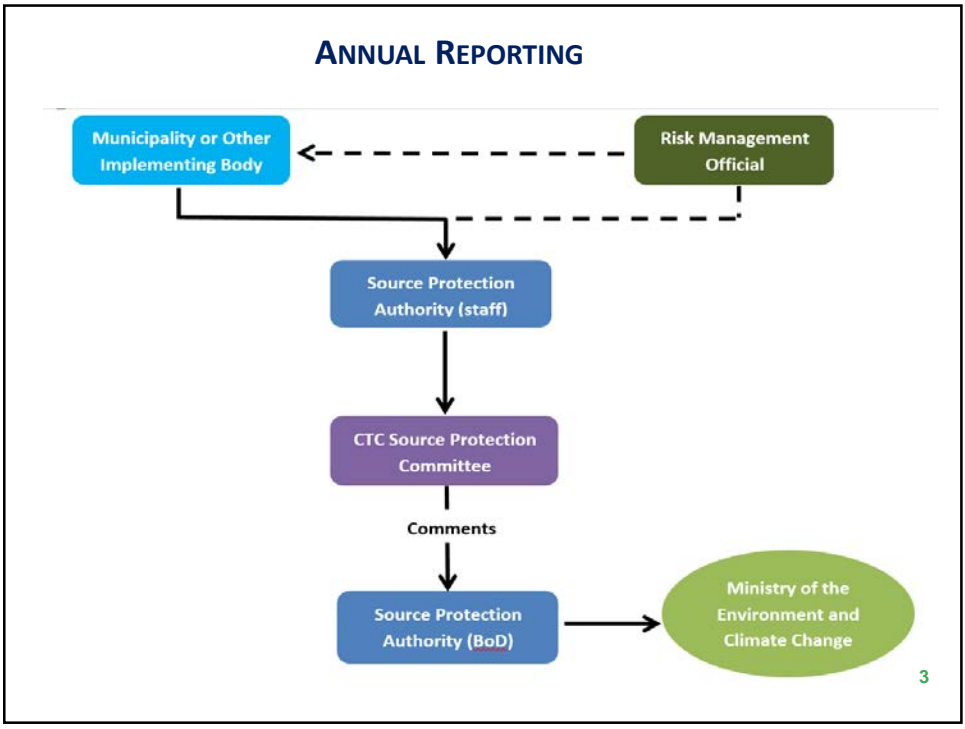 ANNUAL REPORTING
Municipality or Other
Implementing Body
Risk Management
Official
Source Protection
Authority (staff)
CTC Source Protection
Committee
Comments
Source Protection
Authority (BoD)
Ministry of the
Environment and
Climate Change
3